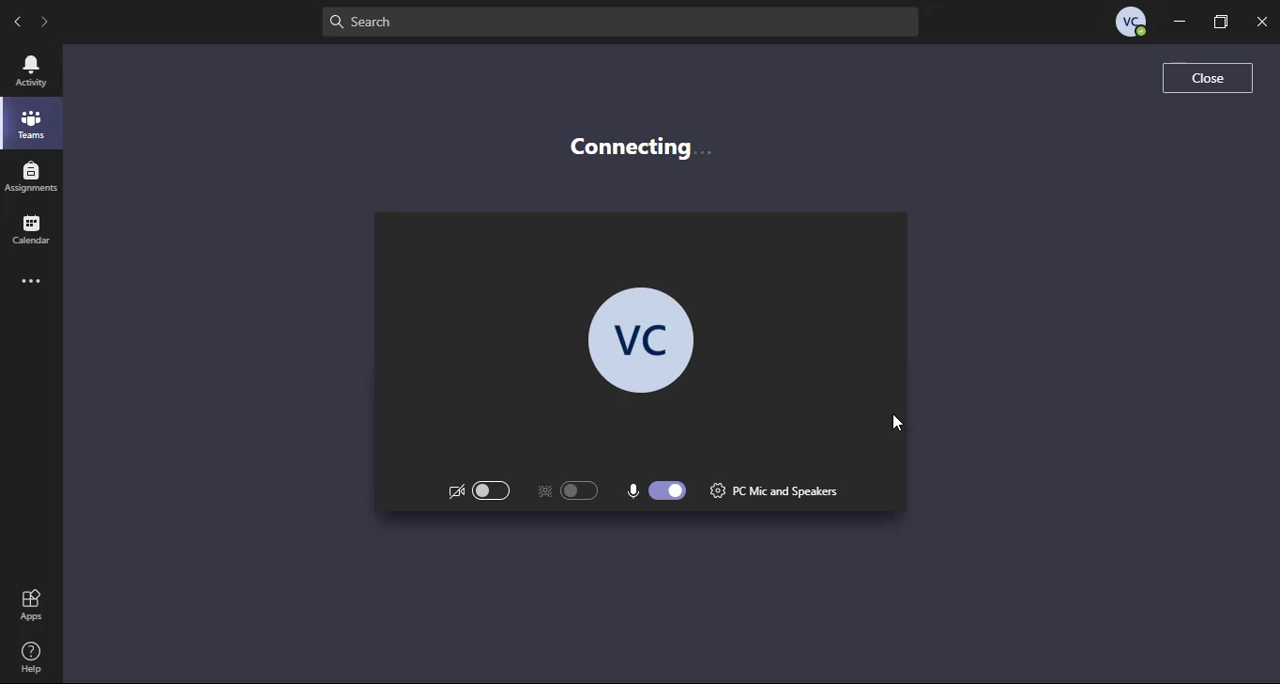 Search
VC
Activity
Close
Teams
Connecting...
Assignments
Calendar
VC
PC Mic and Speakers
Apps
Help